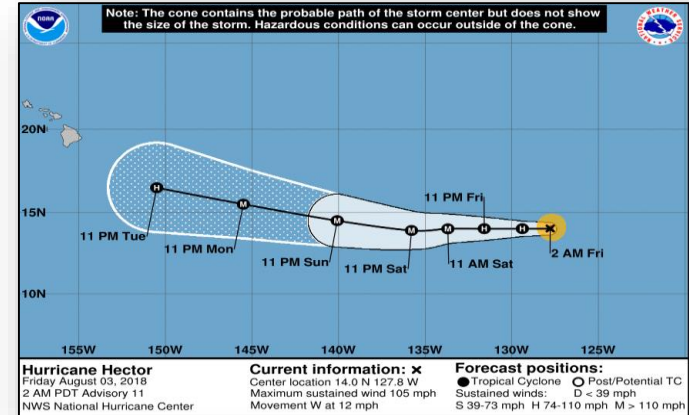 Note: The cone contains the probable path of the storm center but does not show
the size of the storm. Hazardous conditions can occur outside of the cone.
NOAA
NATIONAL WEATHER SERVICE
20N
15N
10N
H
M
M
M
M
H
H
11 PM Fri
11 PM Tue
11 PM Mon
11 PM Sun
11 PM Sat
11 AM Sat
2 AM Fri
155W 150W 145W 140W 135W 130W 125W
Hurricane Hector
Friday August 03, 2018
2 AM PDT Advisory 11
NWS National Hurricane Center
Current information: x
Center location 14.0 N 127.8 W
Maximum sustained wind 105 mph
Movement W at 12 mph
Forecast positions:
Tropical Cyclone Post/Potential TC
Sustained winds: D < 39 mph
S 39-73 mph H 74-110 mph M > 110 mph